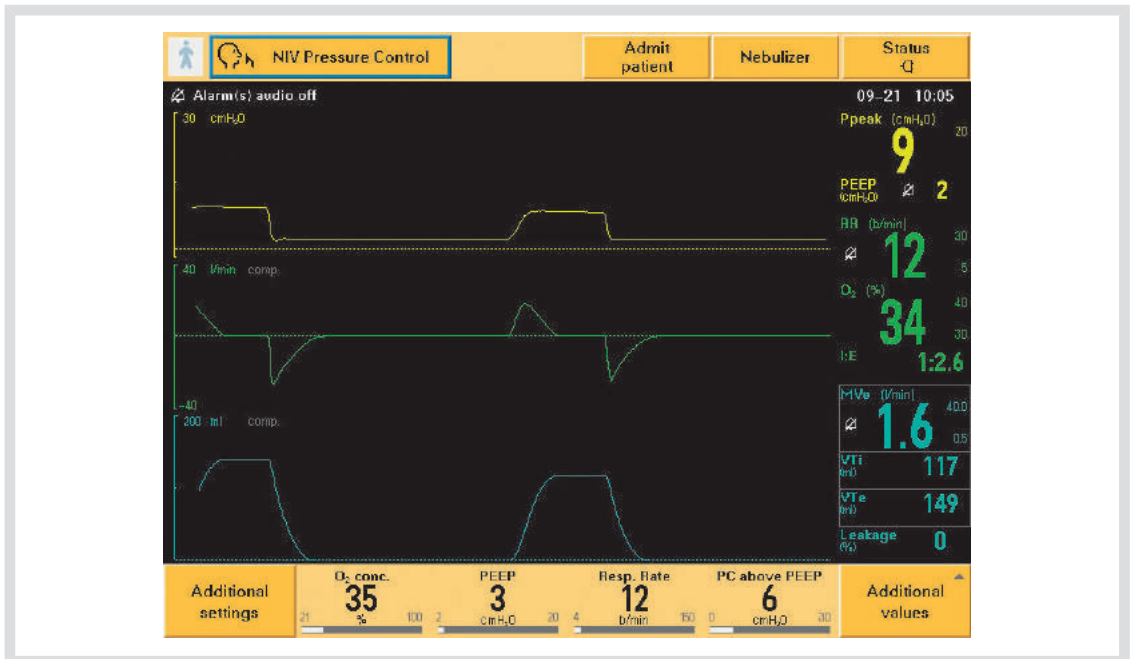 NIV Pressure Control
Admit patient
Nebulizer
Status
Alarm(s) audio off
09-21 10:05
30 cmH₂O
Ppeak (cmH₂O)
20
9
PEEP (cmH₂O)
2
RR (b/min)
30
12
5
40 l/min comp.
-40
O₂ (%)
40
34
30
I:E
1:2.6
200 ml comp.
MVe (l/min)
40.0
1.6
0.5
VTi (ml)
117
VTe (ml)
149
Leakage (%)
0
Additional settings
O₂ conc.
35
21 % 100
PEEP
3
2 cmH₂O 20
Resp. Rate
12
4 b/min 150
PC above PEEP
6
0 cmH₂O 30
Additional values